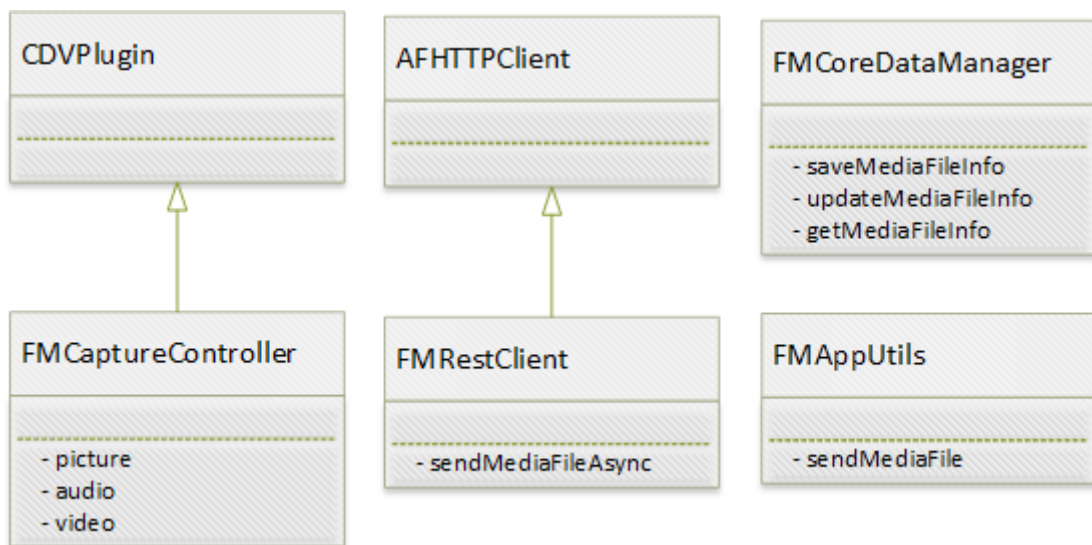 CDVPlugin
AFHTTPClient
FMCoreDataManager
- saveMediaFileInfo
- updateMediaFileInfo
- getMediaFileInfo
FMCaptureController
- picture
- audio
- video
FMRestClient
- sendMediaFileAsync
FMAppUtils
- sendMediaFile